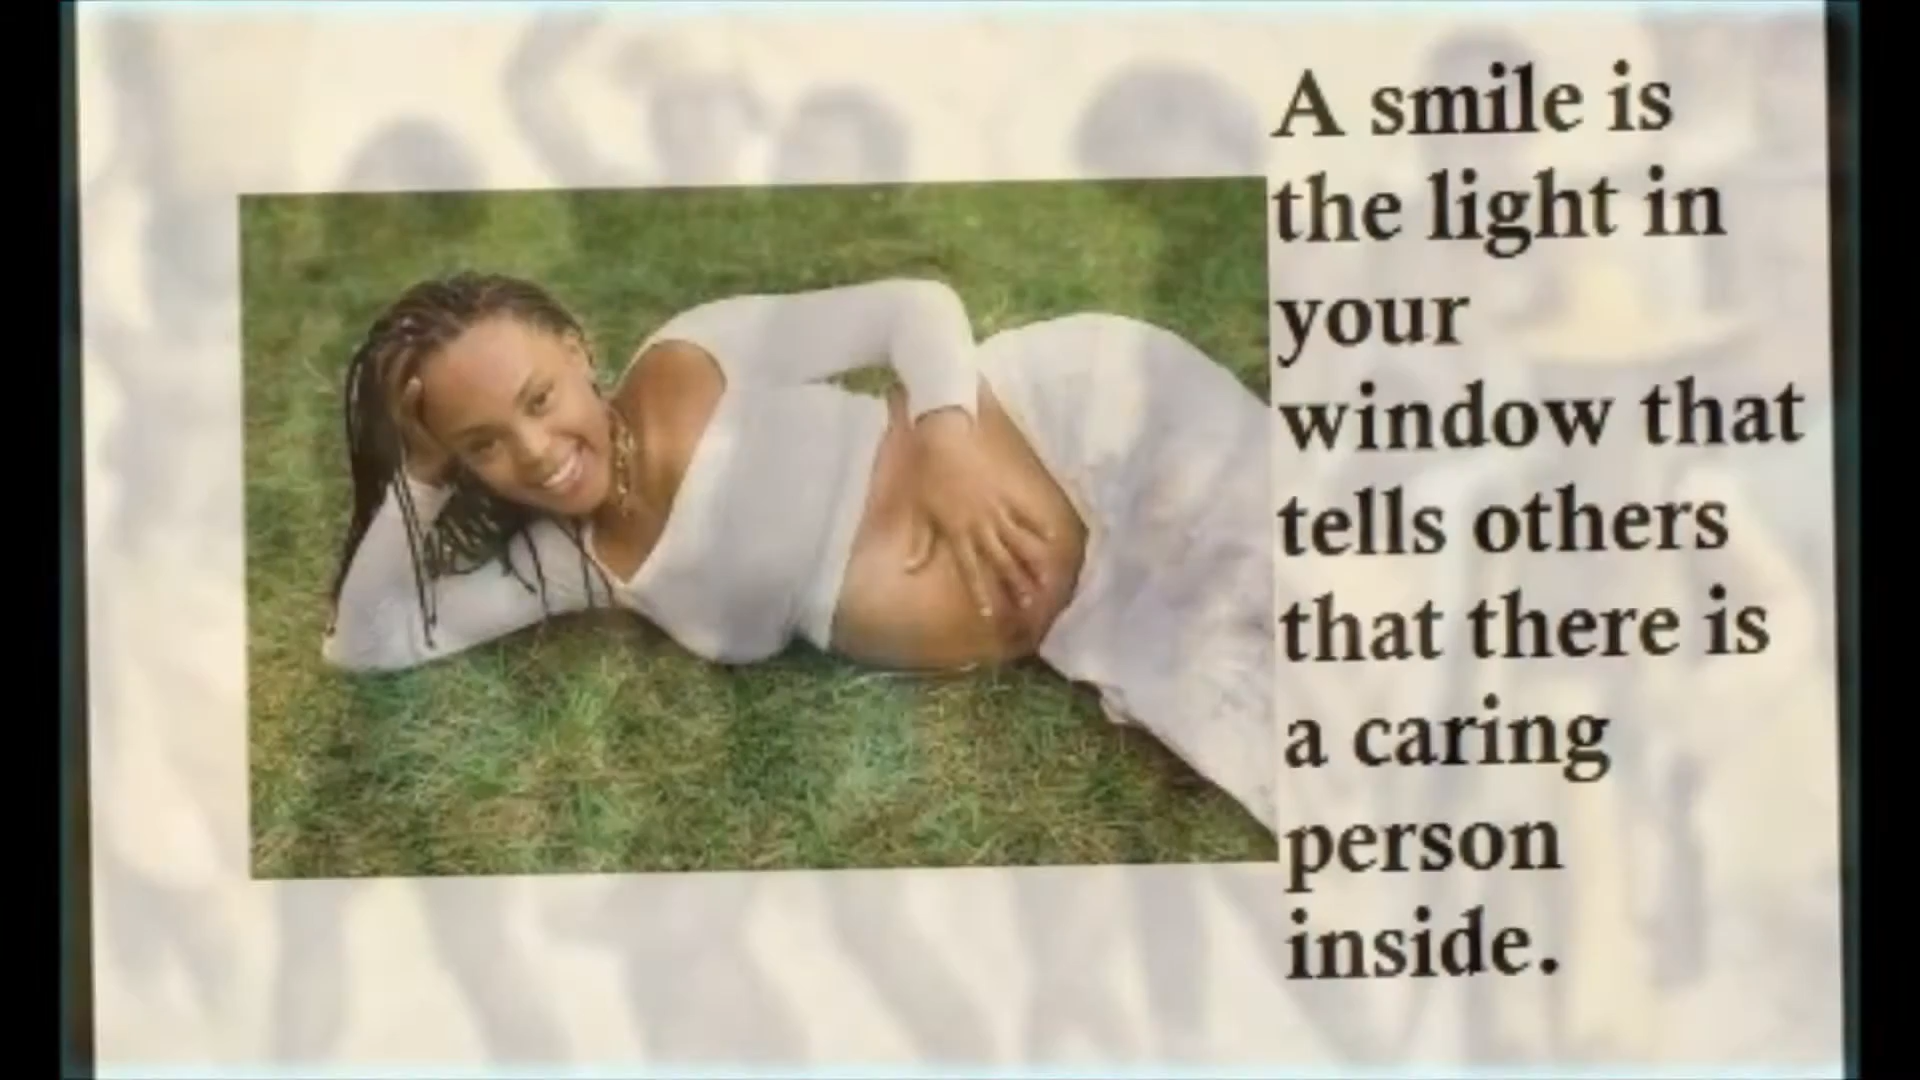 A smile is
the light in
your
window that
tells others
that there is
a caring
person
inside.